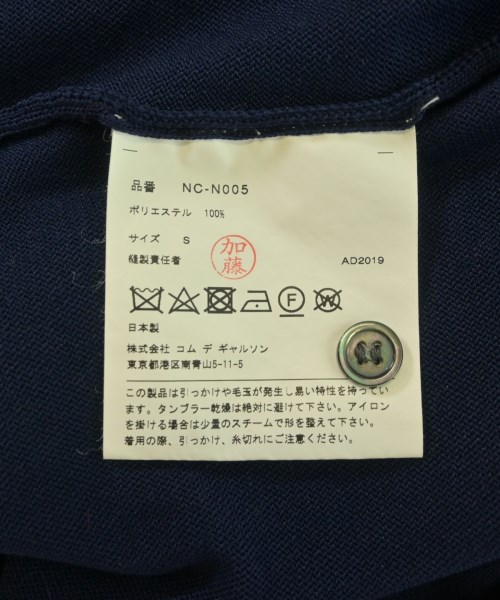 品番 NC-N005
ポリエステル 100%
サイズ S
縫製責任者 加藤 AD2019
F W
日本製
株式会社 コム デ ギャルソン
東京都港区南青山5-11-5
この製品は引っかけや毛玉が発生し易い特性を持っています。タンブラー乾燥は絶対に避けて下さい。アイロン
を掛ける場合は少量のスチームで形を整えて下さい。
着用の際、引っかけ、糸切れにご注意ください。